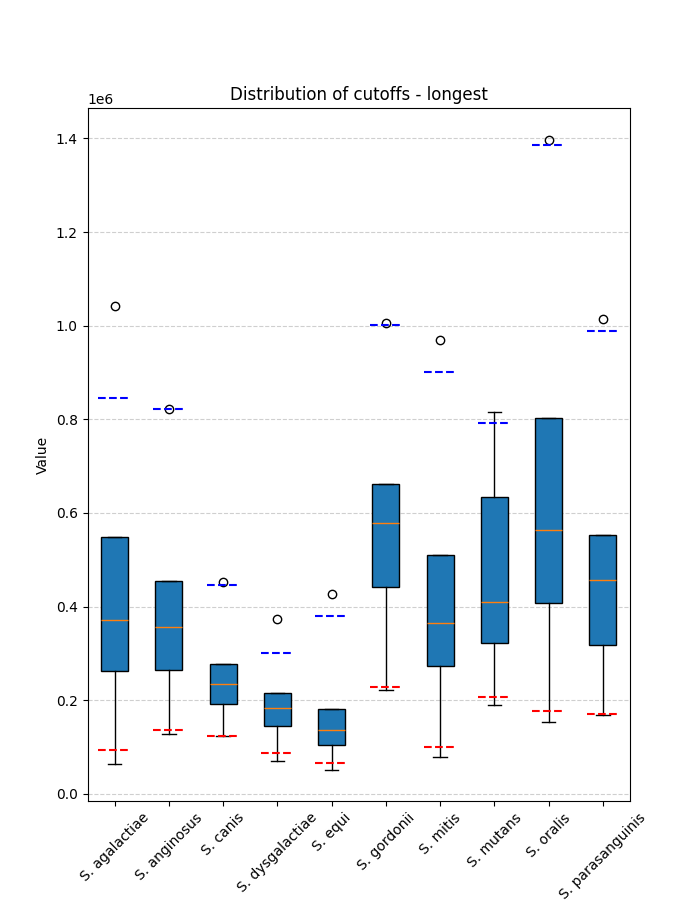 Distribution of cutoffs - longest
1e6
1.4
1.2
1.0
0.8
0.6
0.4
0.2
0.0
Value
S. agalactiae
S. anginosus
S. canis
S. dysgalactiae
S. equi
S. gordonii
S. mitis
S. mutans
S. oralis
S. parasanguinis